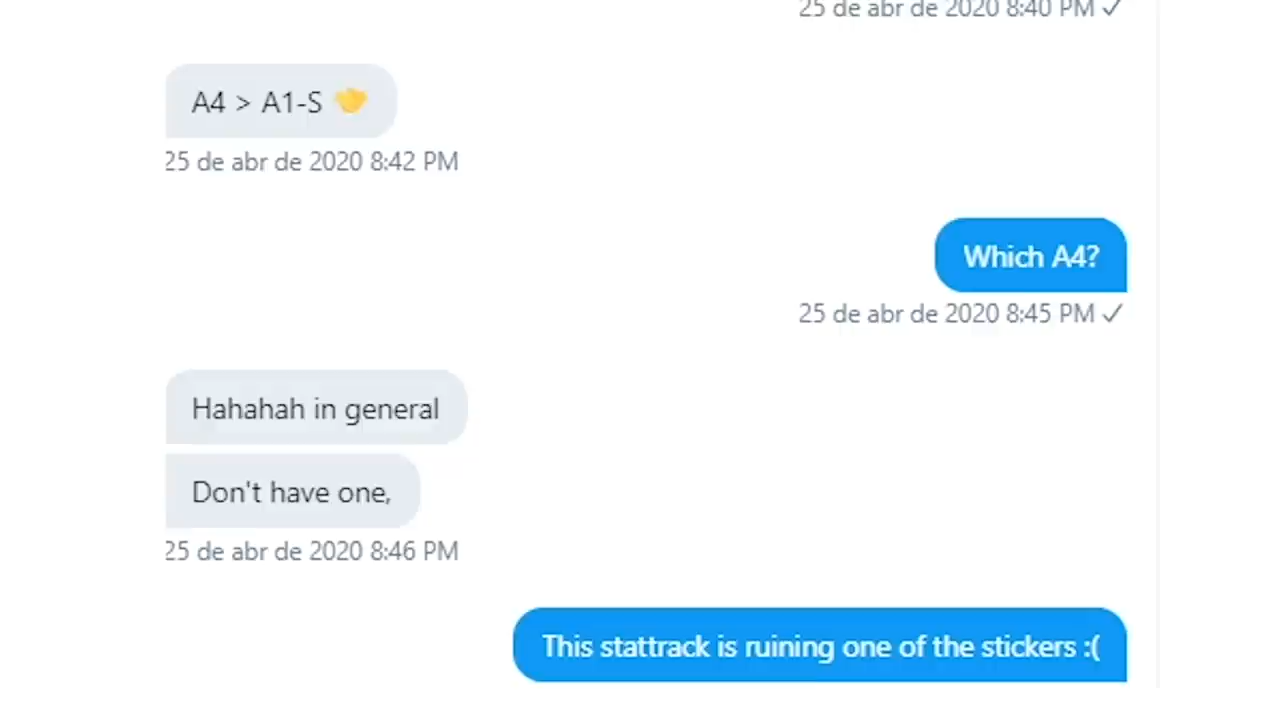 25 de abr de 2020 8:40 PM ✓
A4 > A1-S
25 de abr de 2020 8:42 PM
Which A4?
25 de abr de 2020 8:45 PM ✓
Hahahah in general
Don't have one,
25 de abr de 2020 8:46 PM
This stattrack is ruining one of the stickers :(